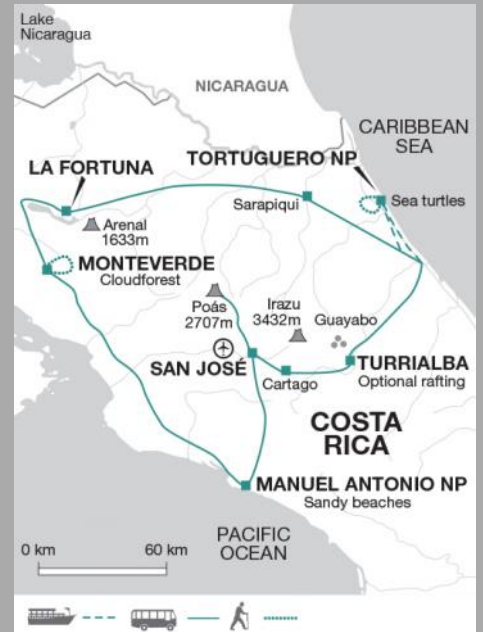 Lake
Nicaragua
NICARAGUA
CARIBBEAN
SEA
LA FORTUNA
TORTUGUERO NP
Sea turtles
Sarapiqui
Arenal
1633m
MONTEVERDE
Cloudforest
Poás
2707m
Irazu
3432m
Guayabo
SAN JOSÉ
Cartago
TURRIALBA
Optional rafting
COSTA
RICA
MANUEL ANTONIO NP
Sandy beaches
PACIFIC
OCEAN
0 km
60 km